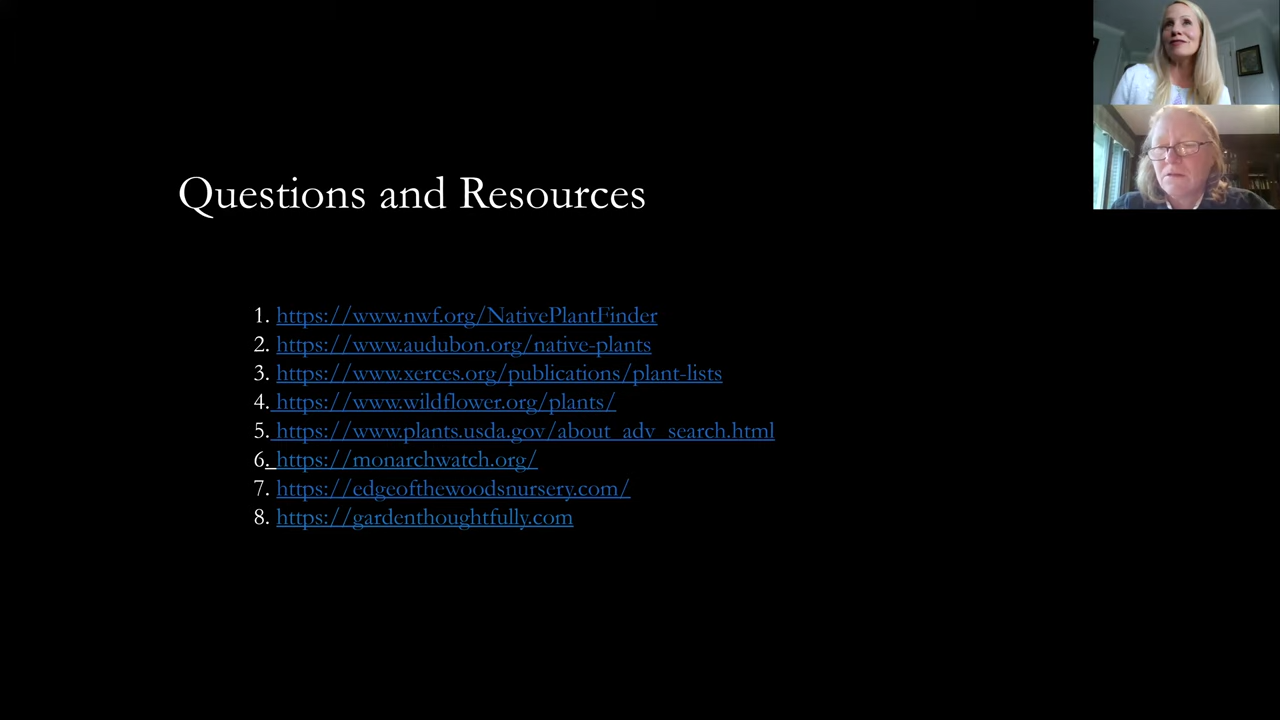 Questions and Resources
1. https://www.nwf.org/NativePlantFinder
2. https://www.audubon.org/native-plants
3. https://www.xerces.org/publications/plant-lists
4. https://www.wildflower.org/plants/
5. https://www.plants.usda.gov/about_adv_search.html
6. https://monarchwatch.org/
7. https://edgeofthewoodsnursery.com/
8. https://gardenthoughtfully.com